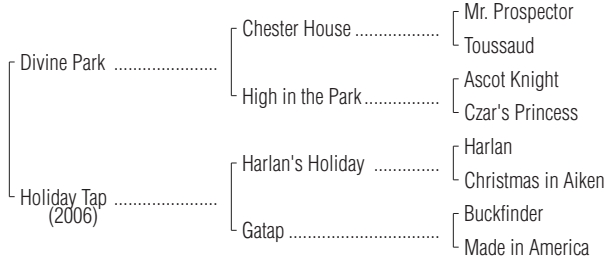 Mr. Prospector
Chester House ..................
Toussaud
Divine Park ......................
Ascot Knight
High in the Park ................
Czar's Princess
Harlan
Harlan's Holiday ..............
Christmas in Aiken
Holiday Tap ......................
(2006)
Buckfinder
Gatap ................................
Made in America